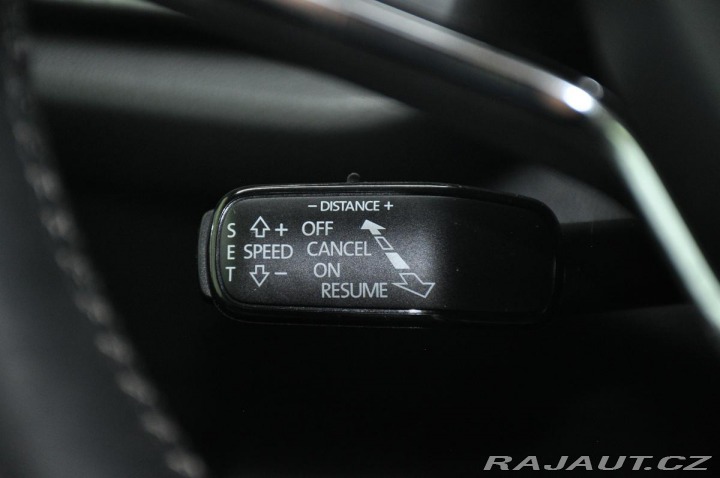 − DISTANCE +
S E T
+ OFF
SPEED CANCEL
− ON
RESUME
RAJAUT.CZ